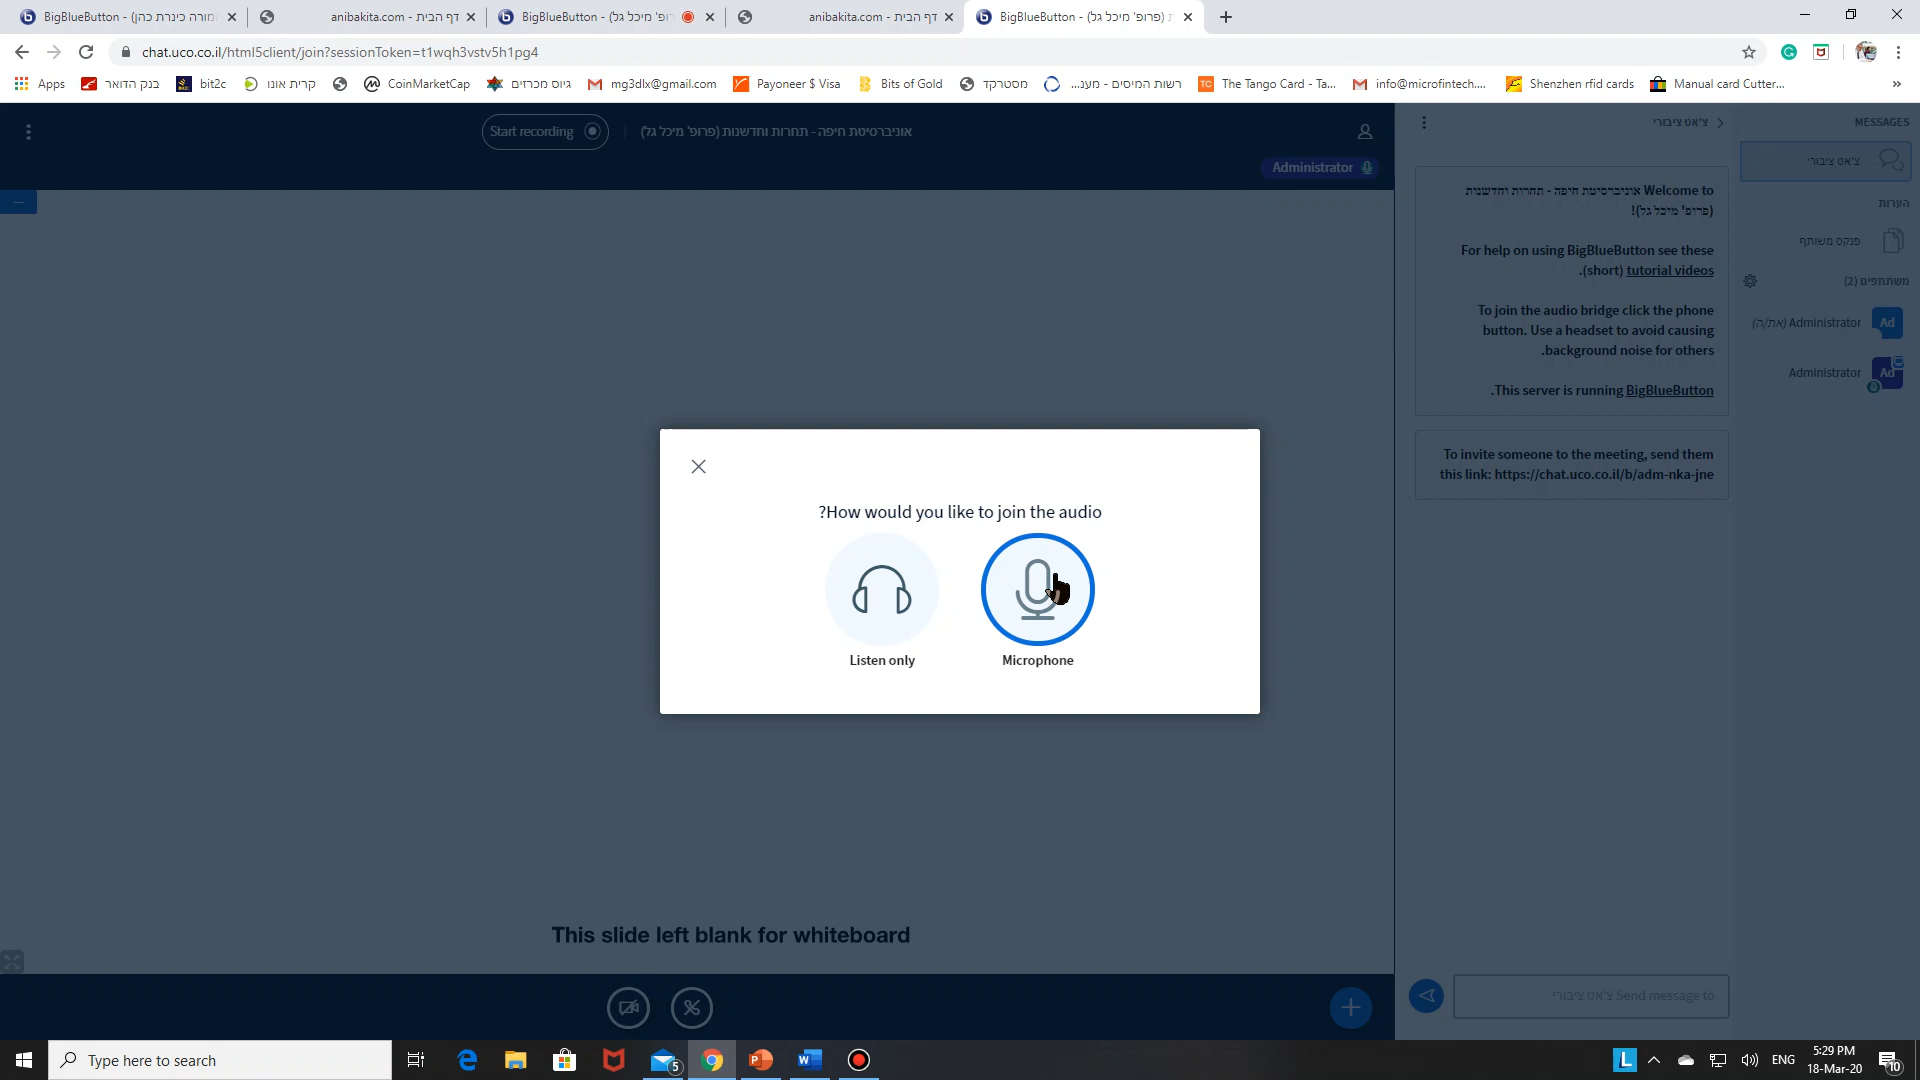 BigBlueButton - (המורה כינרת כהן
דף הבית - anibakita.com
BigBlueButton - (פרופ' מיכל גל
דף הבית - anibakita.com
BigBlueButton - (פרופ' מיכל גל) ת
chat.uco.co.il/html5client/join?sessionToken=t1wqh3vstv5h1pg4
Apps
בנק הדואר
bit2c
קרית אונו
CoinMarketCap
גיוס מכרזים
mg3dlx@gmail.com
Payoneer $ Visa
Bits of Gold
מסטרקד
רשות המיסים - מענ...
The Tango Card - Ta...
info@microfintech....
Shenzhen rfid cards
Manual card Cutter...
Start recording
אוניברסיטת חיפה - תחרות וחדשנות (פרופ' מיכל גל)
Administrator
צ'אט ציבורי
MESSAGES
צ'אט ציבורי
הערות
פנקס משותף
משתתפים (2)
Administrator (את/ה)
Administrator
Welcome to אוניברסיטת חיפה - תחרות וחדשנות
(פרופ' מיכל גל)!
For help on using BigBlueButton see these
.(short) tutorial videos
To join the audio bridge click the phone
button. Use a headset to avoid causing
.background noise for others
.This server is running BigBlueButton
To invite someone to the meeting, send them
this link: https://chat.uco.co.il/b/adm-nka-jne
?How would you like to join the audio
Listen only
Microphone
This slide left blank for whiteboard
Send message to צ'אט ציבורי
Type here to search
5
ENG
5:29 PM
18-Mar-20
10